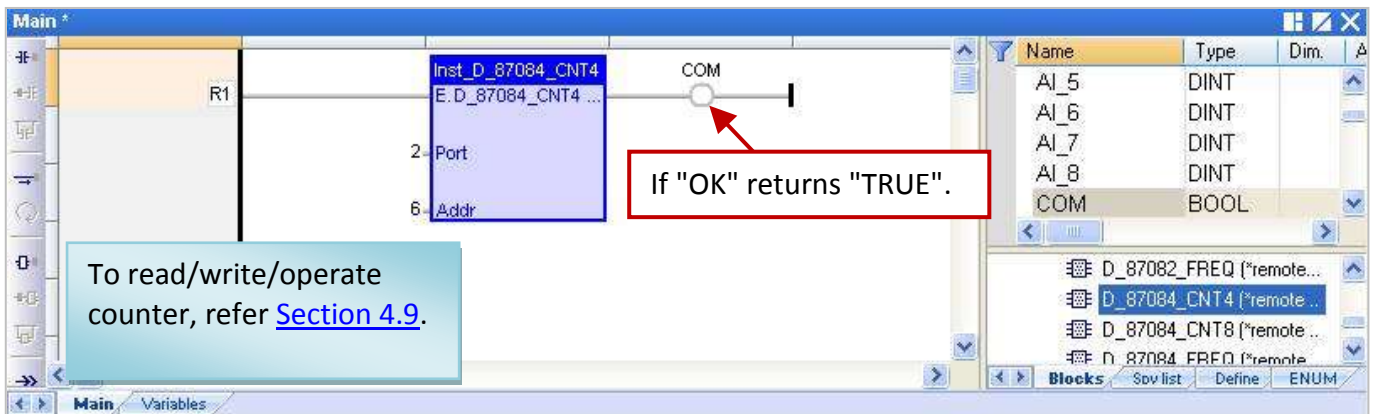 Main *
R1
Inst_D_87084_CNT4
E.D_87084_CNT4 ...
2 Port
6 Addr
COM
If "OK" returns "TRUE".
To read/write/operate
counter, refer Section 4.9.
Name Type Dim. A
AI_5 DINT
AI_6 DINT
AI_7 DINT
AI_8 DINT
COM BOOL
D_87082_FREQ (*remote...
D_87084_CNT4 (*remote ..
D_87084_CNT8 (*remote ..
D_87084_FREQ (*remote
Blocks Spv list Define ENUM
Main Variables